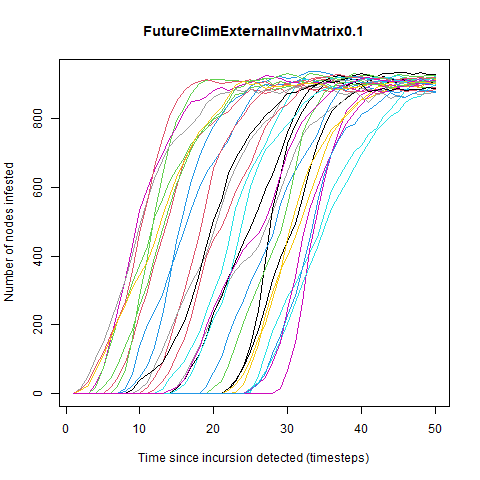 FutureClimExternalInvMatrix0.1
Number of nodes infested
0 200 400 600 800
0 10 20 30 40 50
Time since incursion detected (timesteps)